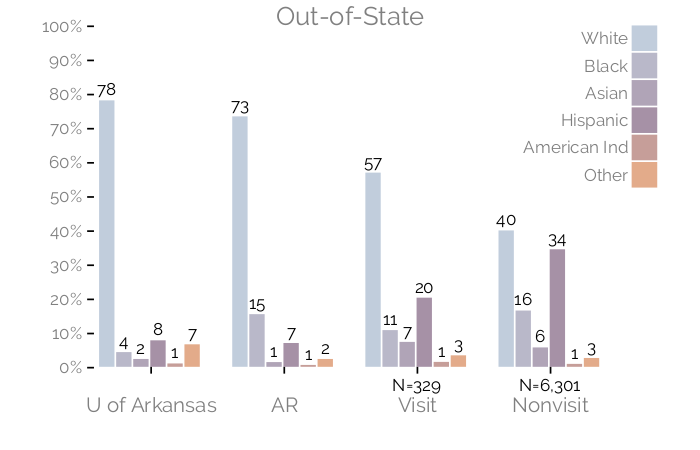 Out-of-State
100%
90%
80%
70%
60%
50%
40%
30%
20%
10%
0%
White
Black
Asian
Hispanic
American Ind
Other
78 4 2 8 1 7
73 15 1 7 1 2
57 11 7 20 1 3
40 16 6 34 1 3
N=329 N=6,301
U of Arkansas AR Visit Nonvisit